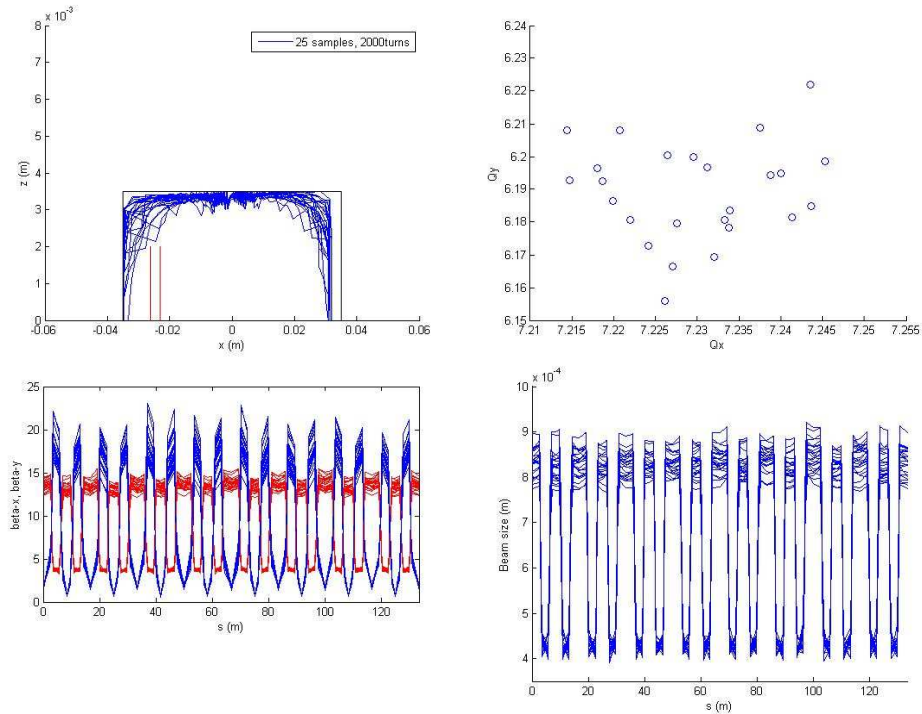 x 10⁻³
8
7
6
5
4
3
2
1
0
z (m)
25 samples, 2000turns
-0.06 -0.04 -0.02 0 0.02 0.04 0.06
x (m)
6.24
6.23
6.22
6.21
6.2
6.19
6.18
6.17
6.16
6.15
Qy
7.21 7.215 7.22 7.225 7.23 7.235 7.24 7.245 7.25 7.255
Qx
25
20
15
10
5
0
beta-x, beta-y
0 20 40 60 80 100 120
s (m)
x 10⁻⁴
10
9
8
7
6
5
4
Beam size (m)
0 20 40 60 80 100 120
s (m)